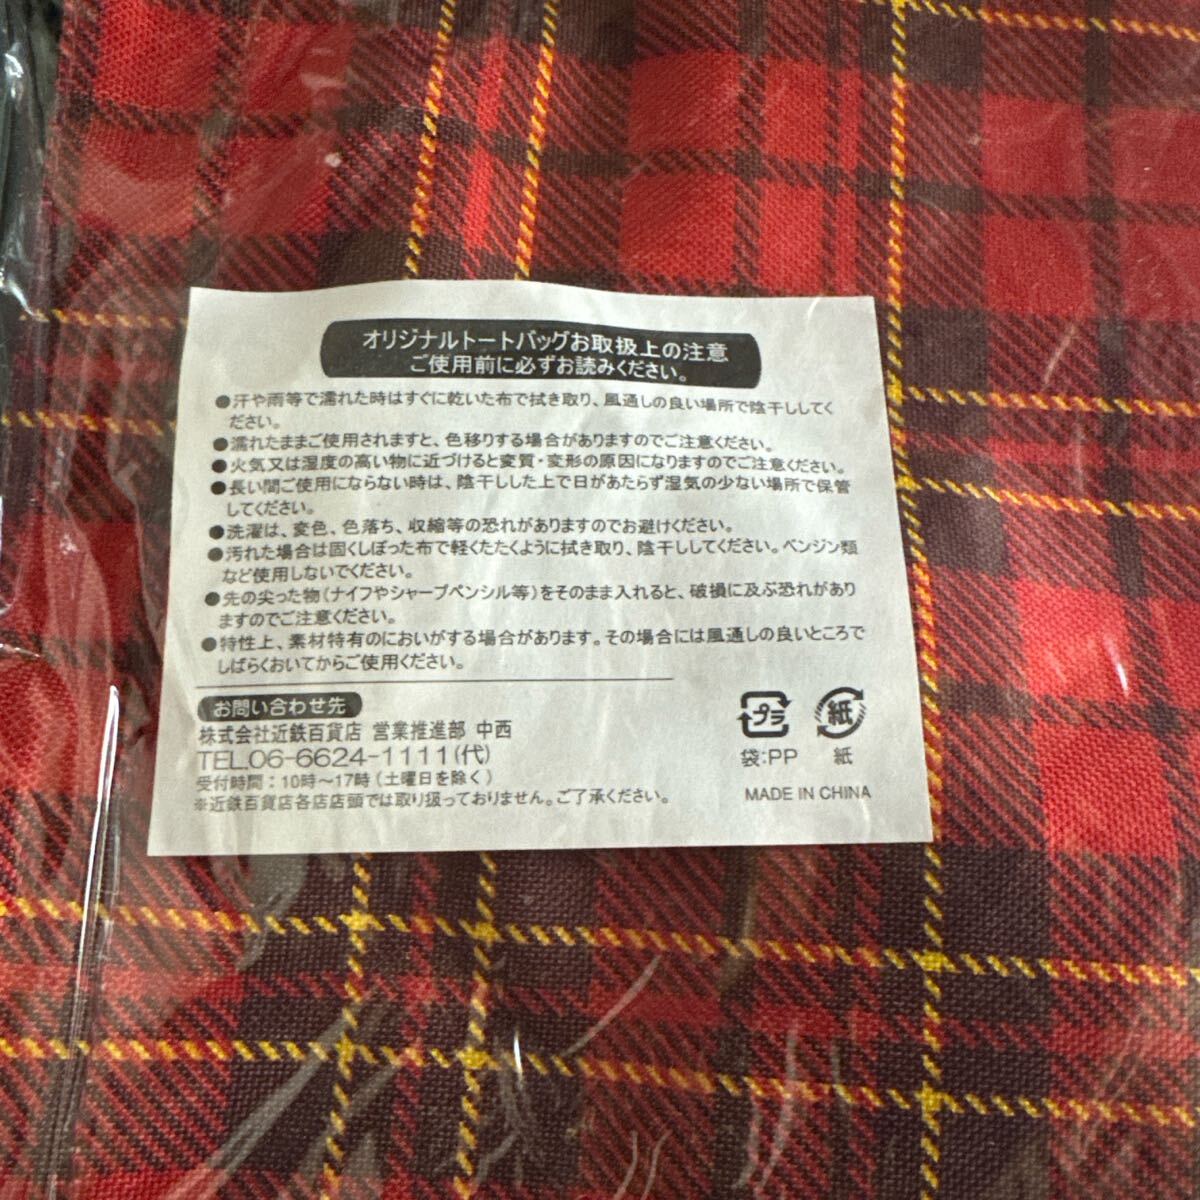 オリジナルトートバッグお取扱上の注意
ご使用前に必ずお読みください。
●汗や雨等で濡れた時はすぐに乾いた布で拭き取り、風通しの良い場所で陰干ししてく
ださい。
●濡れたままご使用されますと、色移りする場合がありますのでご注意ください。
●火気又は湿度の高い物に近づけると変質・変形の原因になりますのでご注意ください。
●長い間ご使用にならない時は、陰干しした上で日があたらず湿気の少ない場所で保管
してください。
●洗濯は、変色、色落ち、収縮等の恐れがありますのでお避けください。
●汚れた場合は固くしぼった布で軽くたたくように拭き取り、陰干ししてください。ベンジン類
など使用しないでください。
●先の尖った物(ナイフやシャープペンシル等)をそのまま入れると、破損に及ぶ恐れがあり
ますのでご注意ください。
●特性上、素材特有のにおいがする場合があります。その場合には風通しの良いところで
しばらくおいてからご使用ください。
お問い合わせ先
株式会社近鉄百貨店 営業推進部 中西
TEL.06-6624-1111(代)
受付時間：10時～17時(土曜日を除く)
※近鉄百貨店各店店頭では取り扱っておりません。ご了承ください。
プラ 紙
袋:PP 紙
MADE IN CHINA